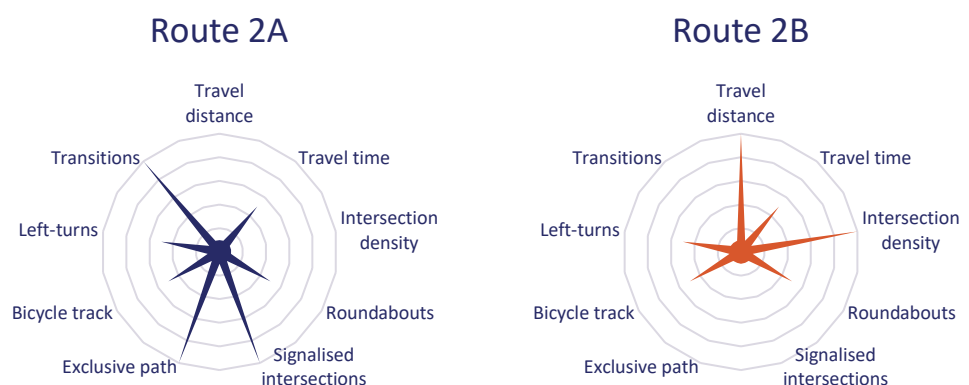 Route 2A
Travel
distance
Transitions
Travel time
Left-turns
Intersection
density
Bicycle track
Roundabouts
Exclusive path
Signalised
intersections
Route 2B
Travel
distance
Transitions
Travel time
Left-turns
Intersection
density
Bicycle track
Roundabouts
Exclusive path
Signalised
intersections